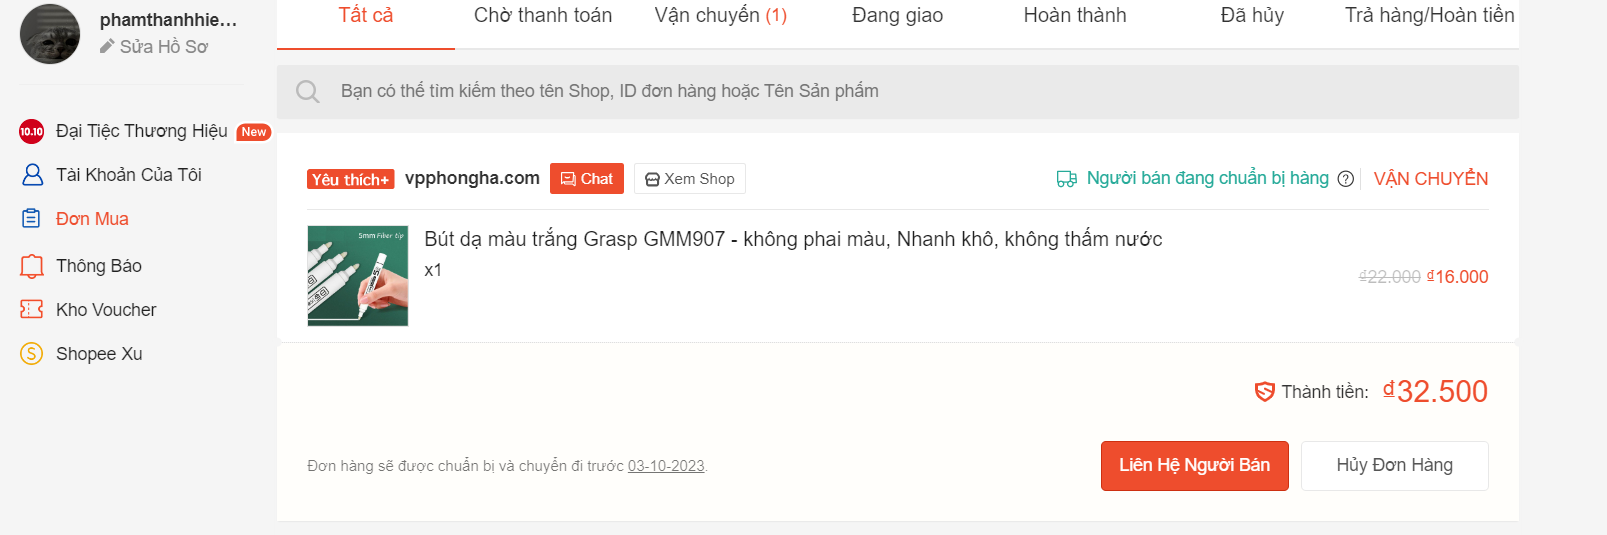 phamthanhhie...
Sửa Hồ Sơ
Tất cả
Chờ thanh toán
Vận chuyển (1)
Đang giao
Hoàn thành
Đã hủy
Trả hàng/Hoàn tiền
Bạn có thể tìm kiếm theo tên Shop, ID đơn hàng hoặc Tên Sản phẩm
10.10 Đại Tiệc Thương Hiệu New
Tài Khoản Của Tôi
Đơn Mua
Thông Báo
Kho Voucher
Shopee Xu
Yêu thích+ vpphongha.com Chat Xem Shop
Người bán đang chuẩn bị hàng VẬN CHUYỂN
5mm Fiber tip
Bút dạ màu trắng Grasp GMM907 - không phai màu, Nhanh khô, không thấm nước
x1
₫22.000 ₫16.000
Thành tiền: ₫32.500
Đơn hàng sẽ được chuẩn bị và chuyển đi trước 03-10-2023.
Liên Hệ Người Bán
Hủy Đơn Hàng